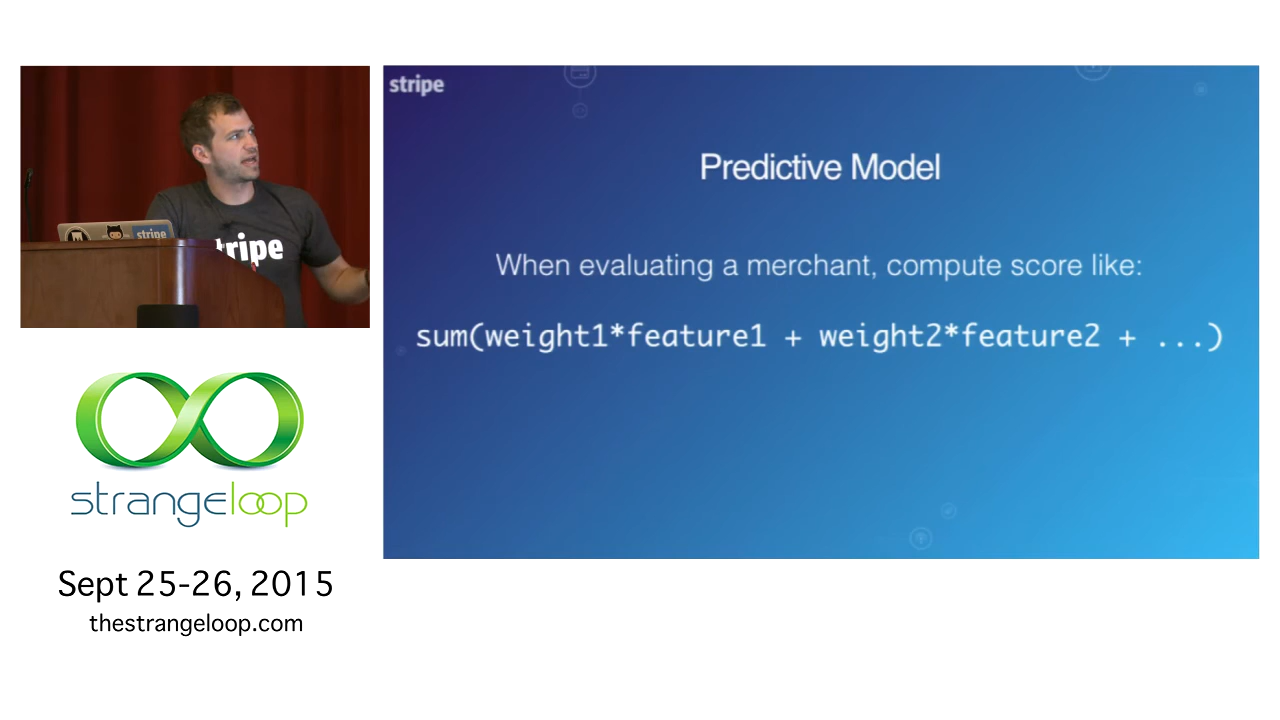 stripe
Predictive Model
When evaluating a merchant, compute score like:
sum(weight1*feature1 + weight2*feature2 + ...)
stripe
stripe
strangeloop
Sept 25-26, 2015
thestrangeloop.com